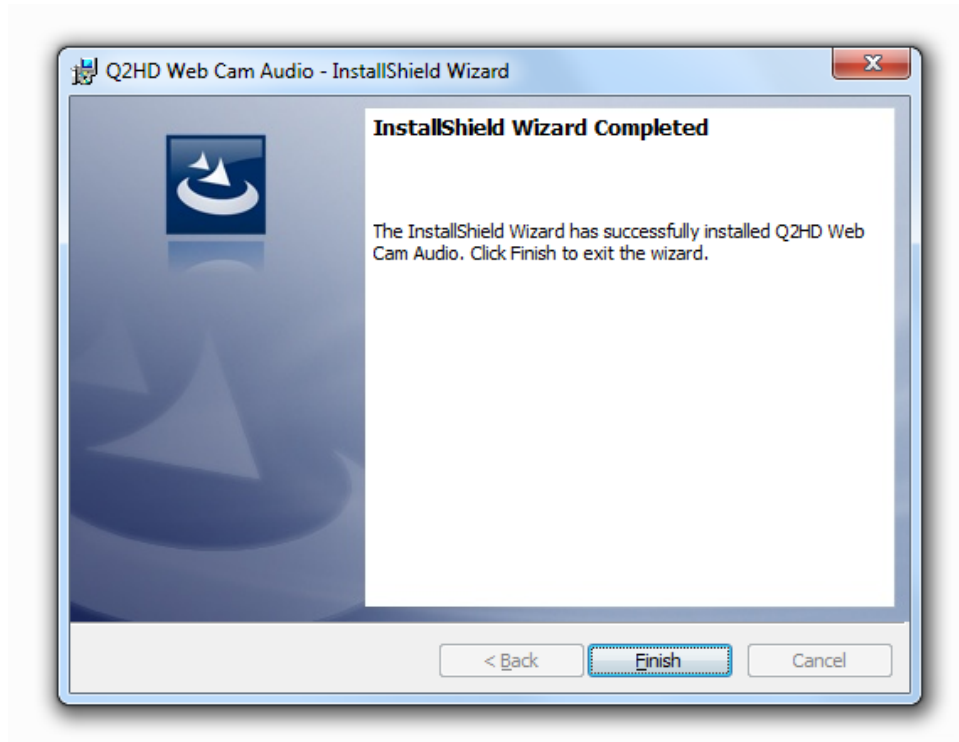 Q2HD Web Cam Audio - InstallShield Wizard
InstallShield Wizard Completed
The InstallShield Wizard has successfully installed Q2HD Web
Cam Audio. Click Finish to exit the wizard.
< Back Finish Cancel